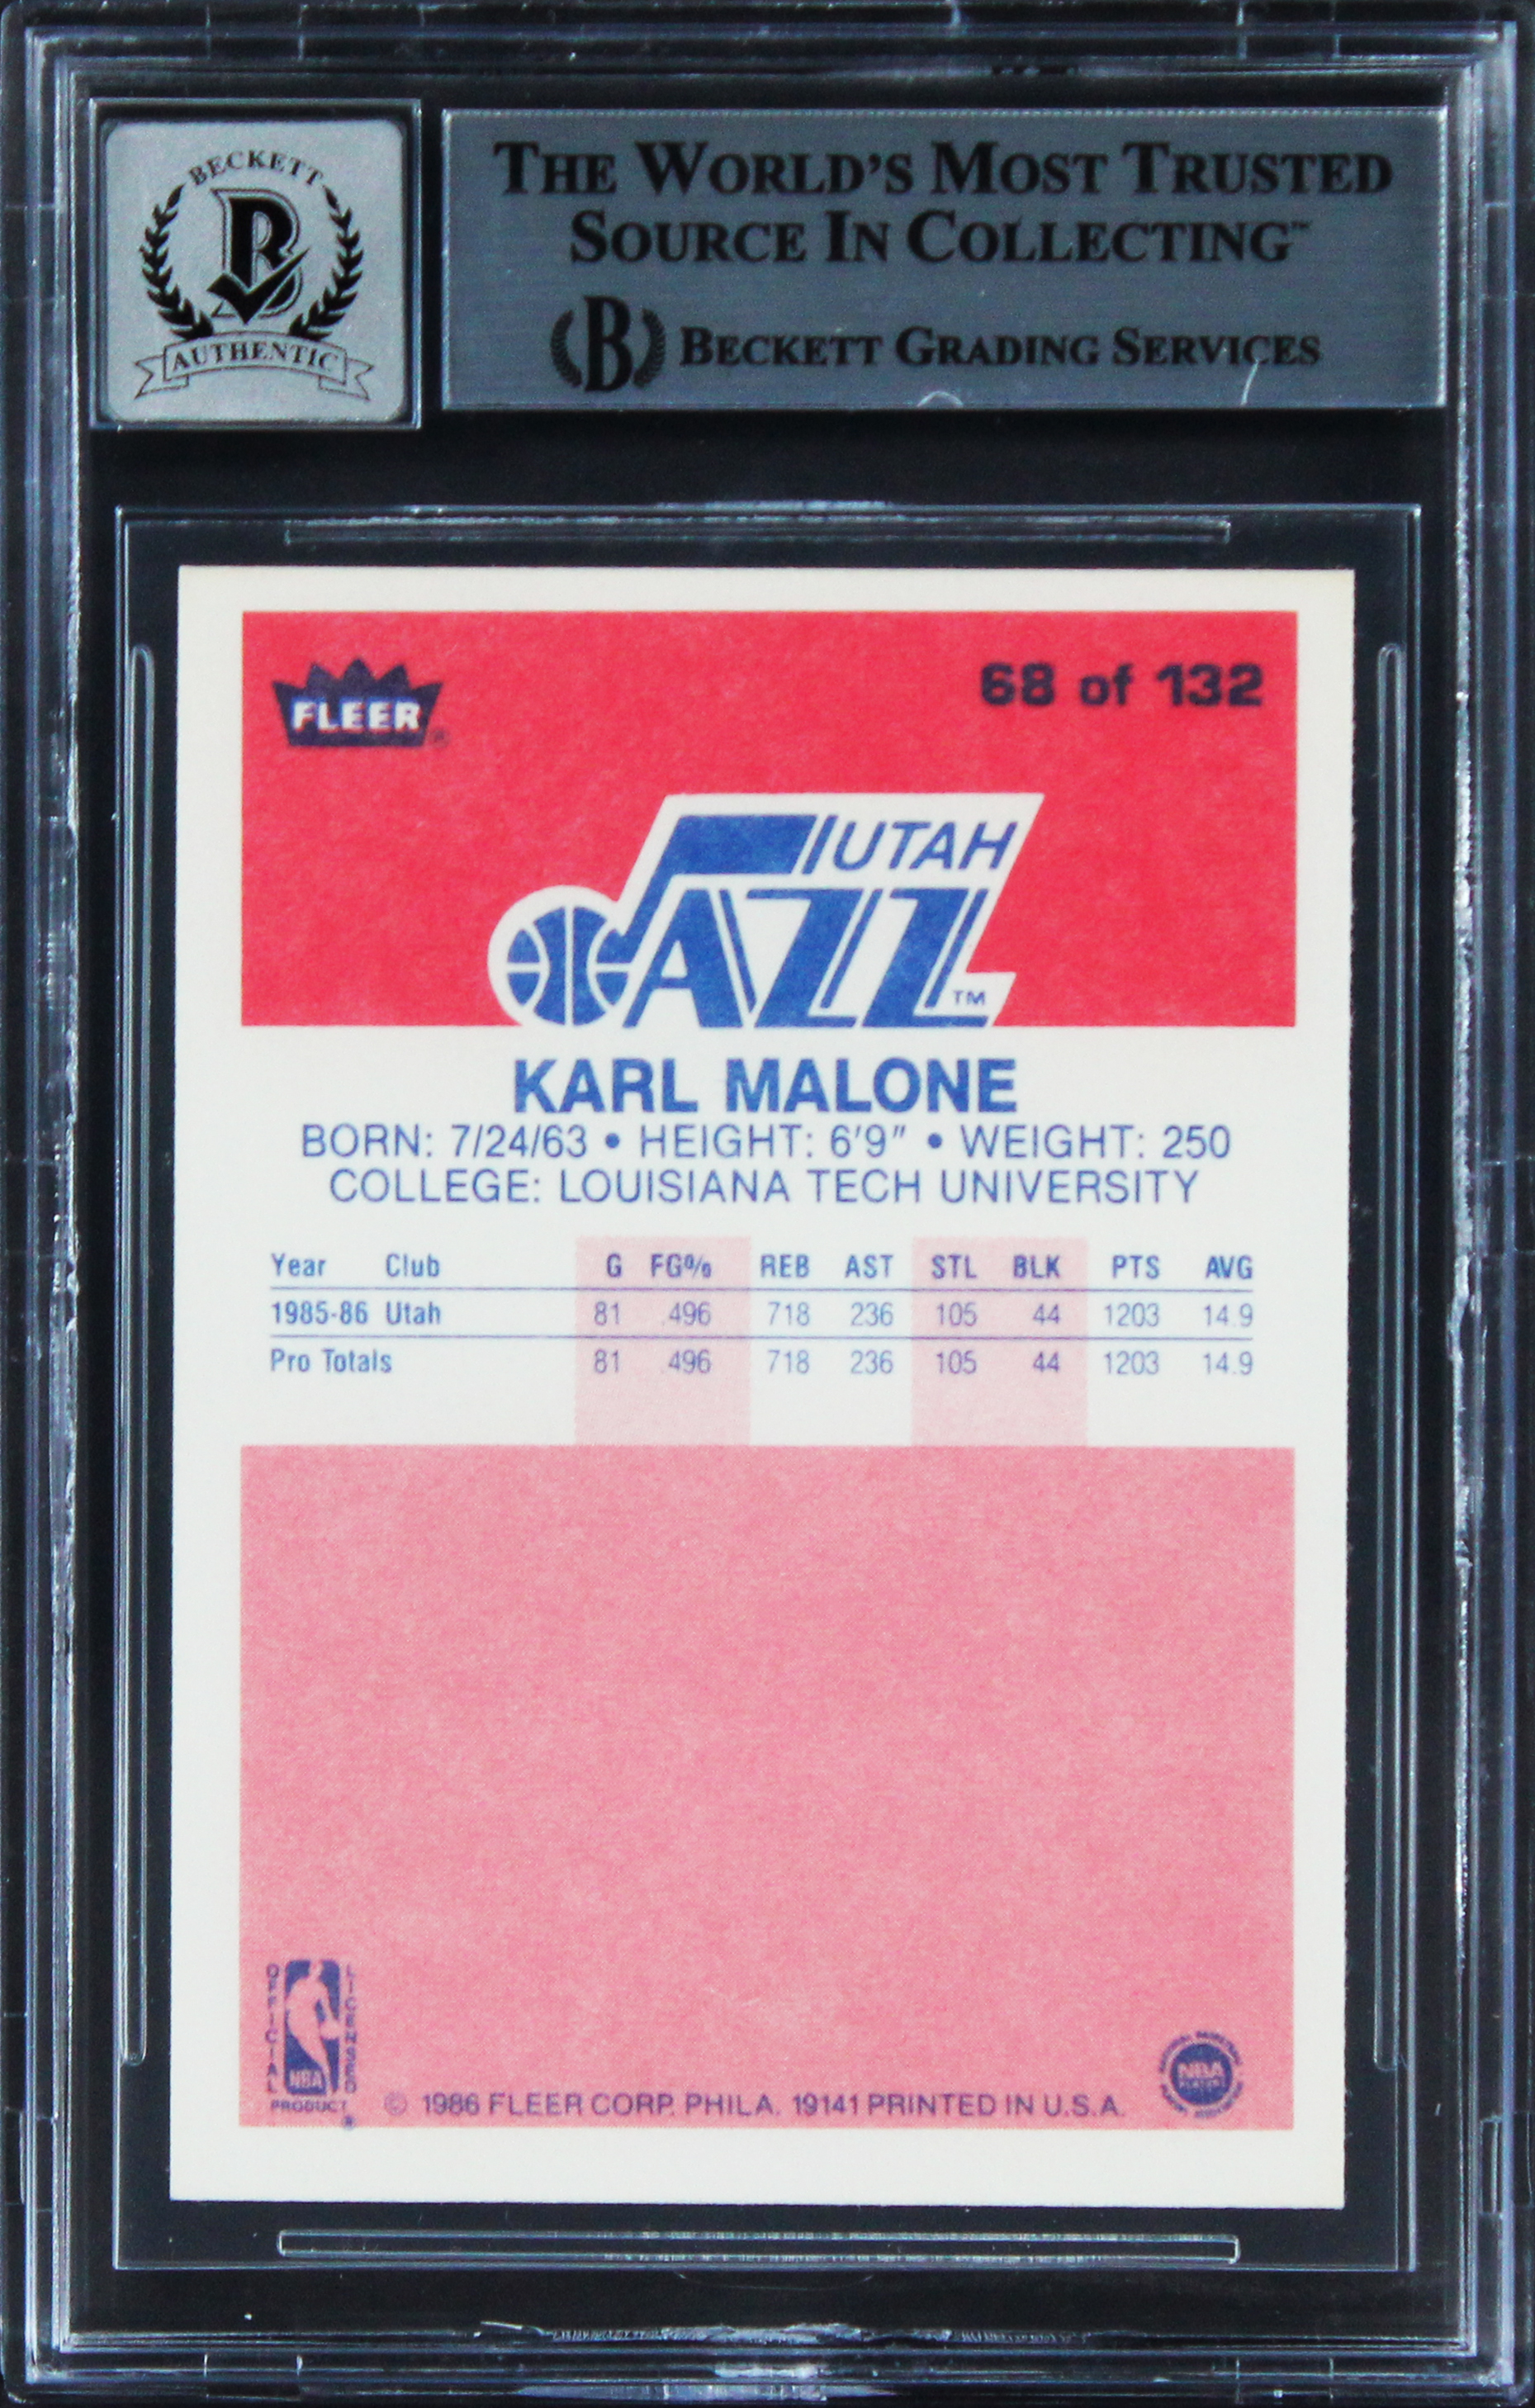 BECKETT
B
AUTHENTIC
THE WORLD'S MOST TRUSTED
SOURCE IN COLLECTING™
B BECKETT GRADING SERVICES
FLEER®
68 of 132
UTAH
JAZZ™
KARL MALONE
BORN: 7/24/63 • HEIGHT: 6'9" • WEIGHT: 250
COLLEGE: LOUISIANA TECH UNIVERSITY
Year Club G FG% REB AST STL BLK PTS AVG
1985-86 Utah 81 .496 718 236 105 44 1203 14.9
Pro Totals 81 .496 718 236 105 44 1203 14.9
OFFICIAL LICENSED
NBA
PRODUCT ®
© 1986 FLEER CORP. PHILA. 19141 PRINTED IN U.S.A.
NBA